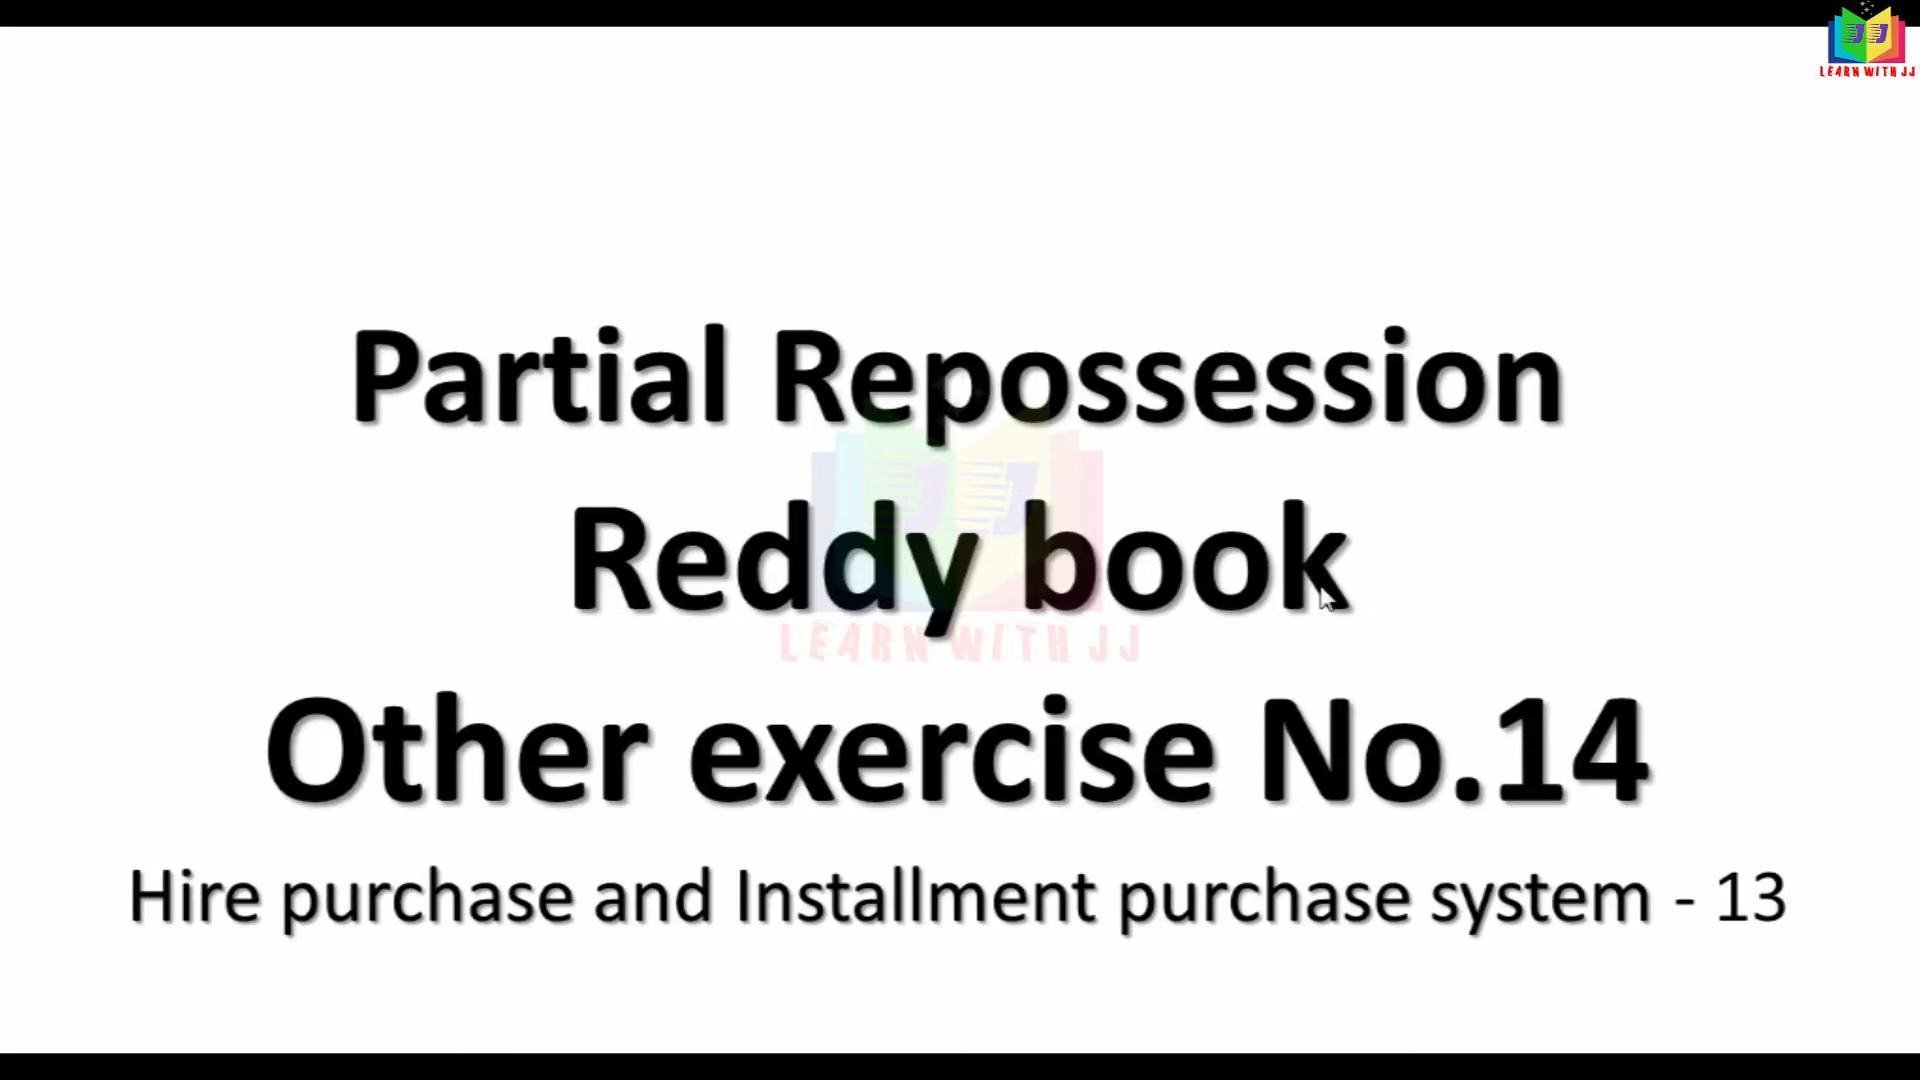 LEARN WITH JJ
Partial Repossession
Reddy book
LEARN WITH JJ
Other exercise No.14
Hire purchase and Installment purchase system - 13